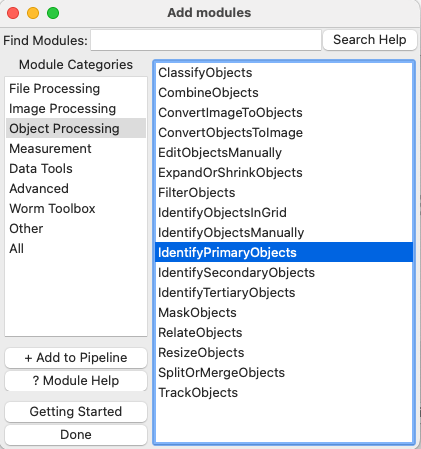 Add modules
Find Modules:
Search Help
Module Categories
File Processing
Image Processing
Object Processing
Measurement
Data Tools
Advanced
Worm Toolbox
Other
All
ClassifyObjects
CombineObjects
ConvertImageToObjects
ConvertObjectsToImage
EditObjectsManually
ExpandOrShrinkObjects
FilterObjects
IdentifyObjectsInGrid
IdentifyObjectsManually
IdentifyPrimaryObjects
IdentifySecondaryObjects
IdentifyTertiaryObjects
MaskObjects
RelateObjects
ResizeObjects
SplitOrMergeObjects
TrackObjects
+ Add to Pipeline
? Module Help
Getting Started
Done